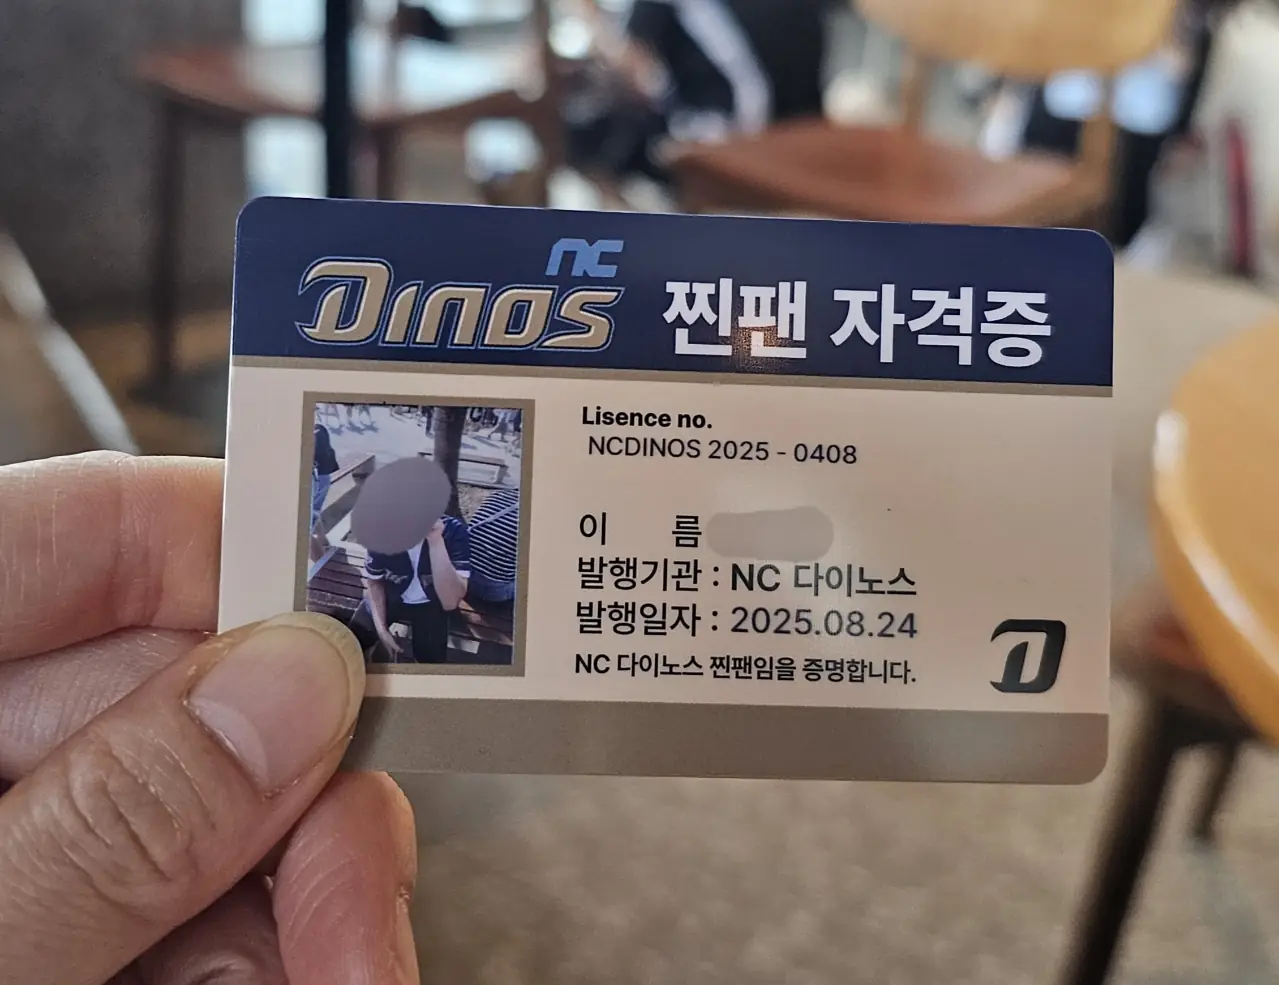 NC
DINOS
찐팬 자격증
Lisence no.
NCDINOS 2025 - 0408
이 름
발행기관 : NC 다이노스
발행일자 : 2025.08.24
NC 다이노스 찐팬임을 증명합니다.
D